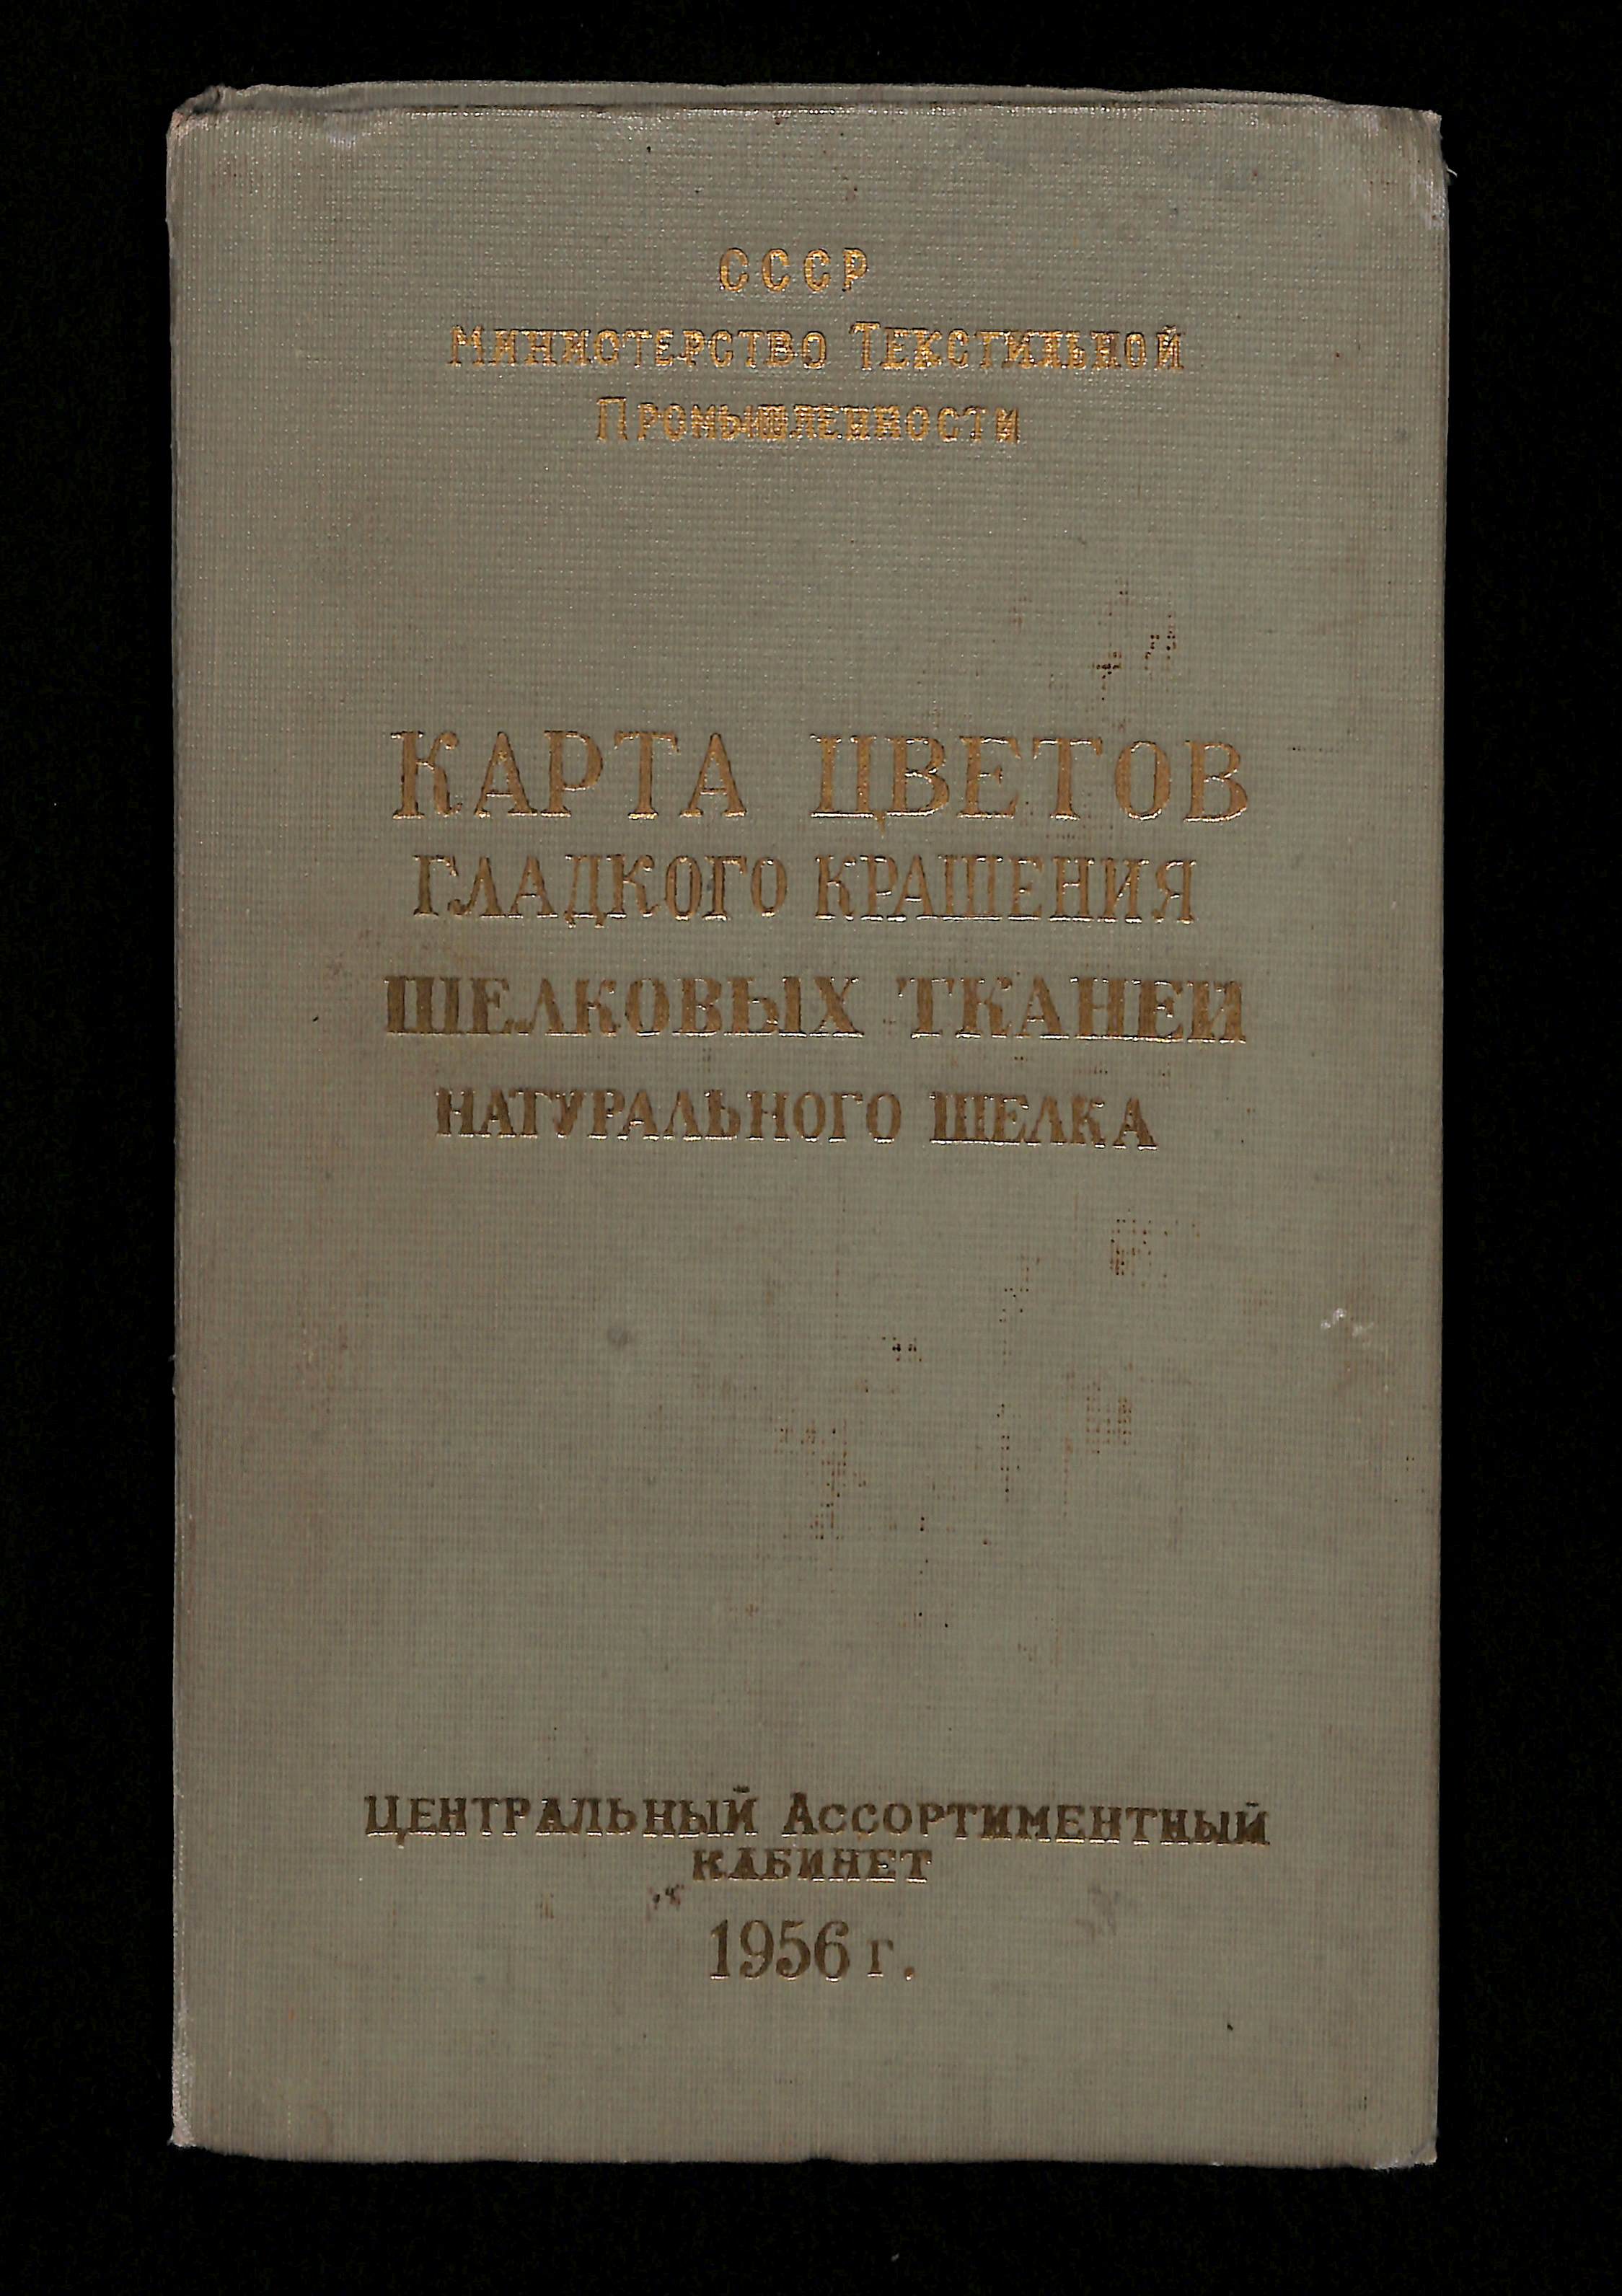 СССР
Министерство Текстильной
Промышленности
КАРТА ЦВЕТОВ
ГЛАДКОГО КРАШЕНИЯ
ШЕЛКОВЫХ ТКАНЕЙ
НАТУРАЛЬНОГО ШЕЛКА
ЦЕНТРАЛЬНЫЙ АССОРТИМЕНТНЫЙ
КАБИНЕТ
1956 г.